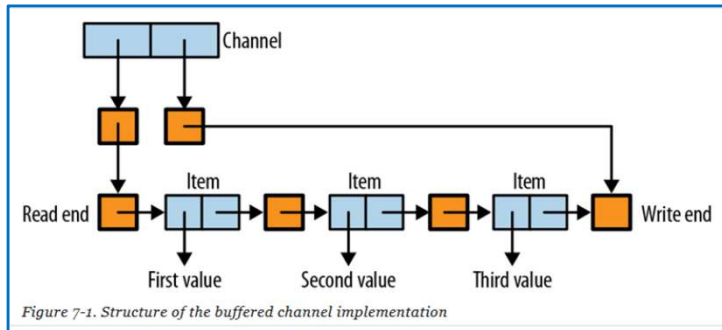 Channel
Item Item Item
Read end Write end
First value Second value Third value
Figure 7-1. Structure of the buffered channel implementation